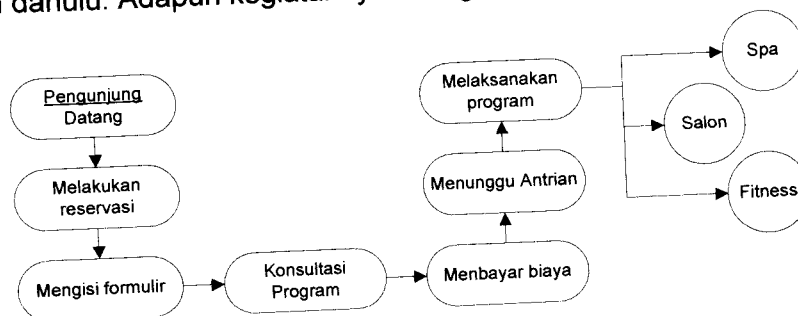 dahulu. Adapun
Pengunjung
Datang
Melakukan
reservasi
Mengisi formulir
Konsultasi
Program
Menbayar biaya
Menunggu Antrian
Melaksanakan
program
Spa
Salon
Fitness